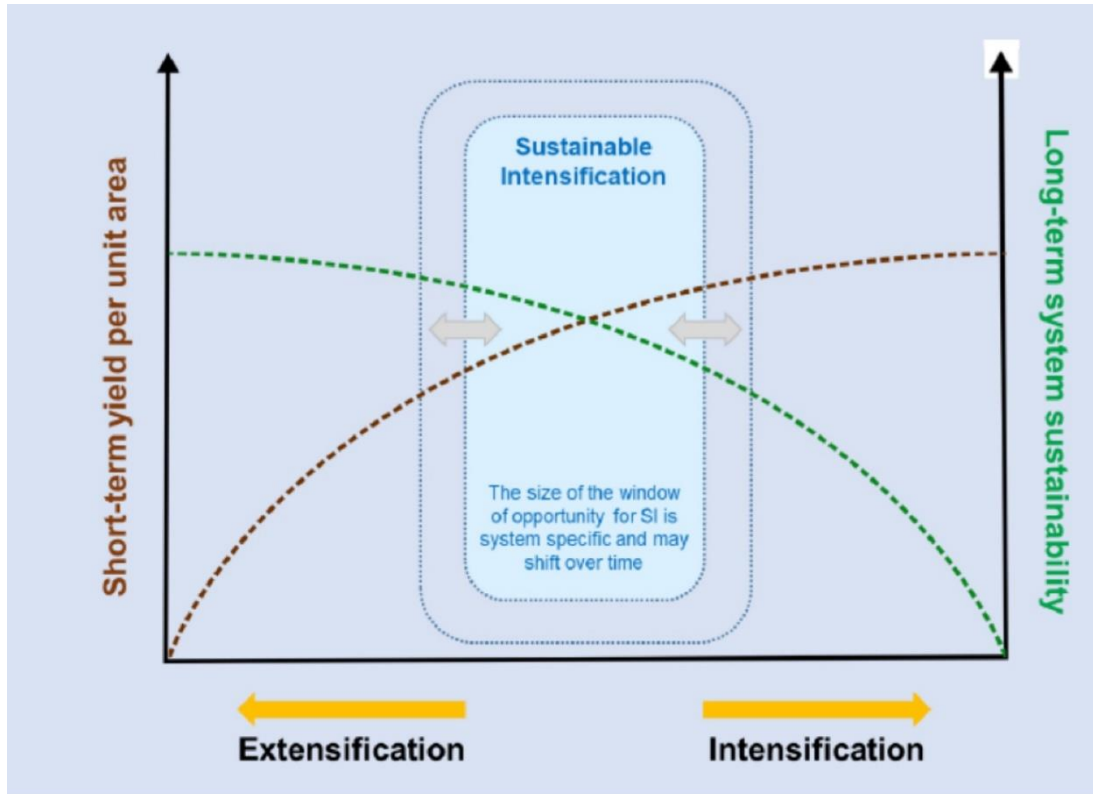 Short-term yield per unit area
Sustainable
Intensification
The size of the window
of opportunity for SI is
system specific and may
shift over time
Long-term system sustainability
Extensification
Intensification